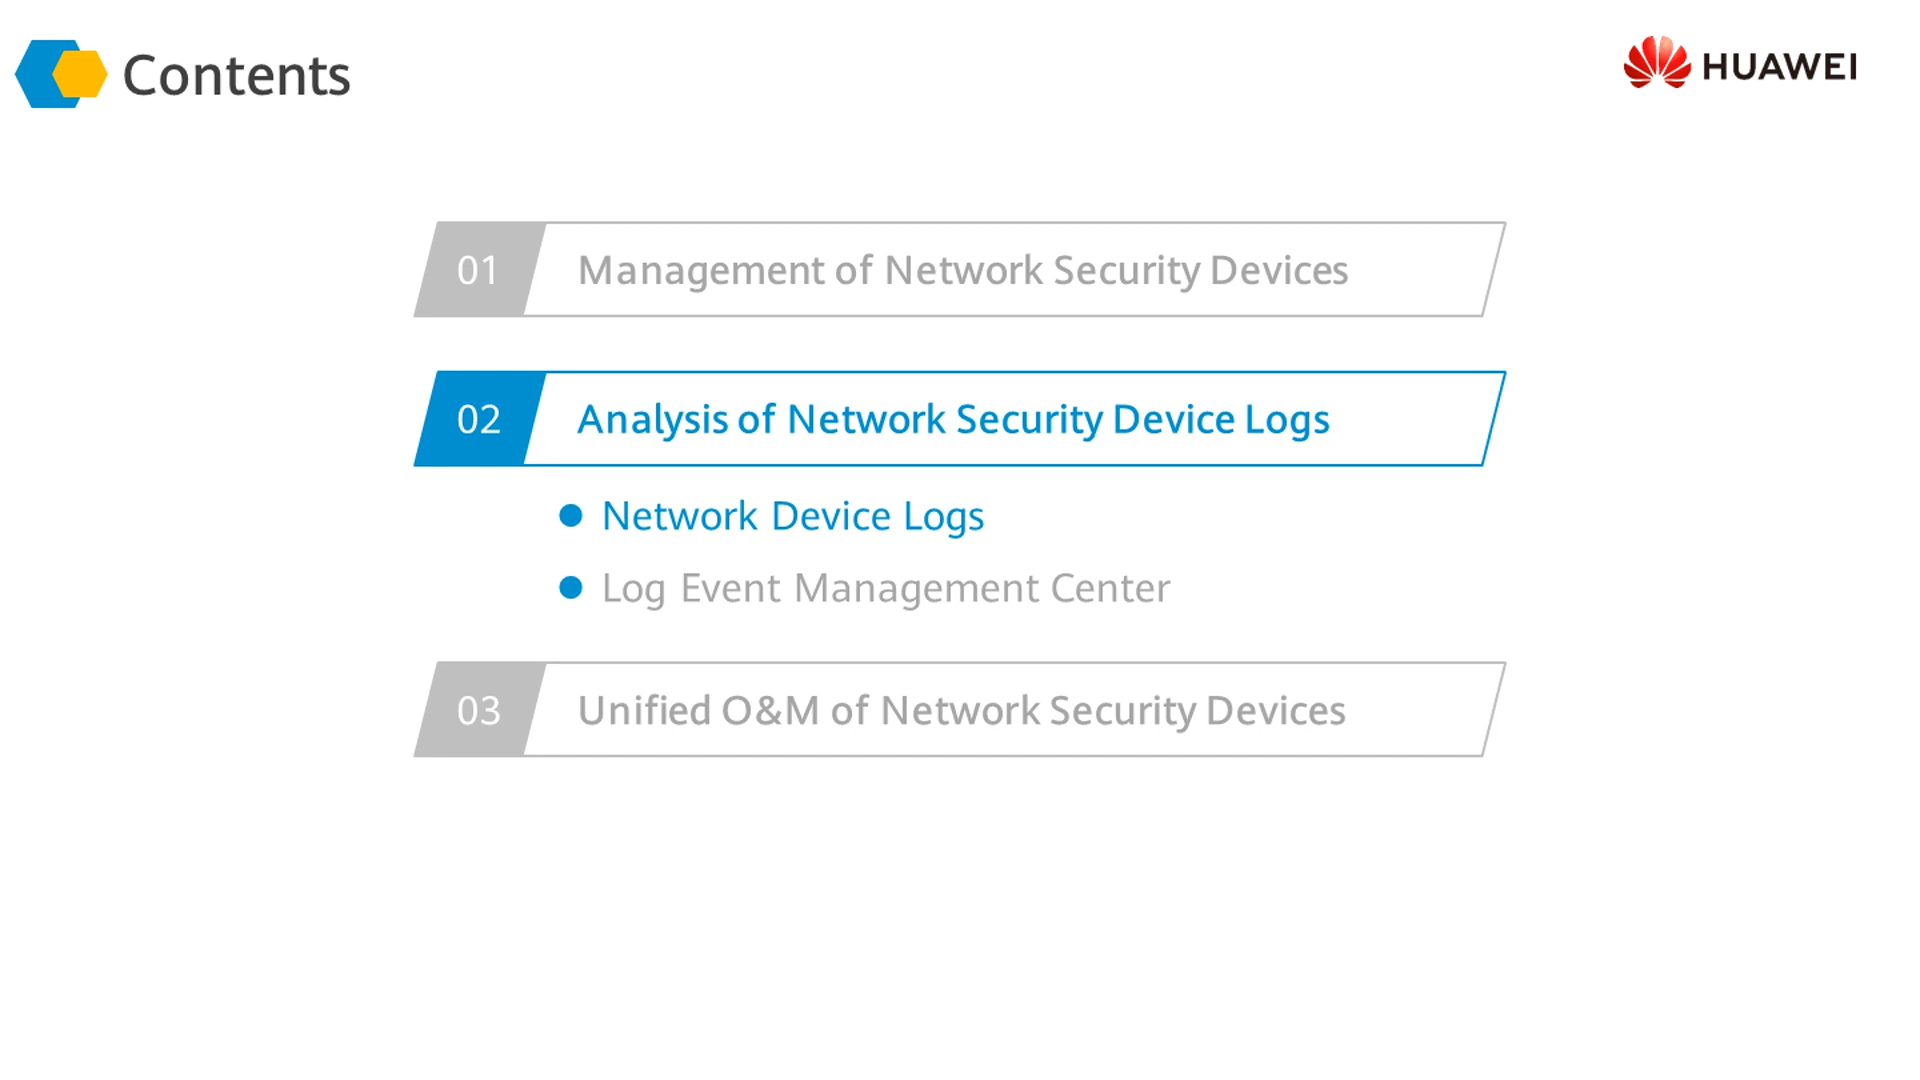 Contents
HUAWEI
01
Management of Network Security Devices
02
Analysis of Network Security Device Logs
Network Device Logs
Log Event Management Center
03
Unified O&M of Network Security Devices